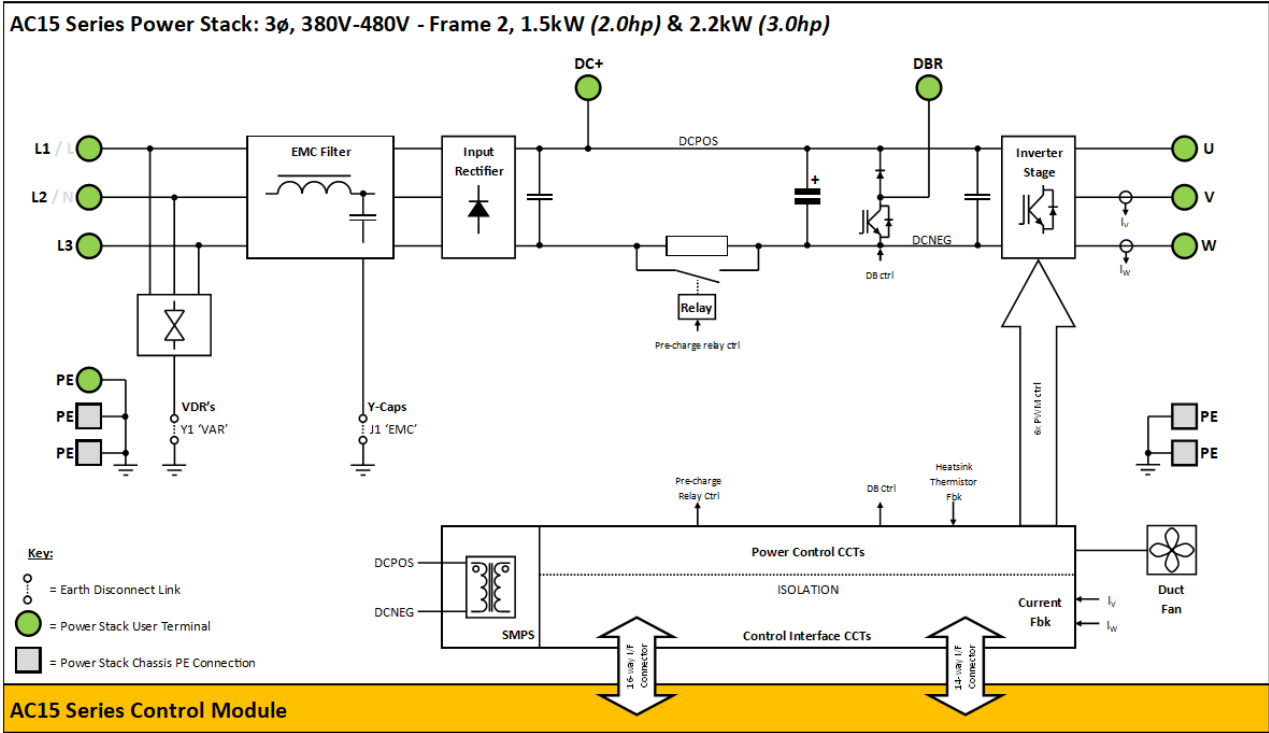 AC15 Series Power Stack: 3ø, 380V-480V - Frame 2, 1.5kW (2.0hp) & 2.2kW (3.0hp)
DC+
DBR
L1 / L
L2 / N
L3
EMC Filter
Input
Rectifier
DCPOS
+
Inverter
Stage
U
V
W
IV
IW
DCNEG
DB ctrl
Relay
Pre-charge relay ctrl
PE
PE
PE
VDR's
Y1 'VAR'
Y-Caps
J1 'EMC'
6x PWM ctrl
PE
PE
Pre-charge
Relay Ctrl
DB Ctrl
Heatsink
Thermistor
Fbk
Key:
= Earth Disconnect Link
= Power Stack User Terminal
= Power Stack Chassis PE Connection
DCPOS
DCNEG
SMPS
Power Control CCTs
ISOLATION
Control Interface CCTs
Current
Fbk
IV
IW
Duct
Fan
16-way I/F
Connector
14-way I/F
Connector
AC15 Series Control Module